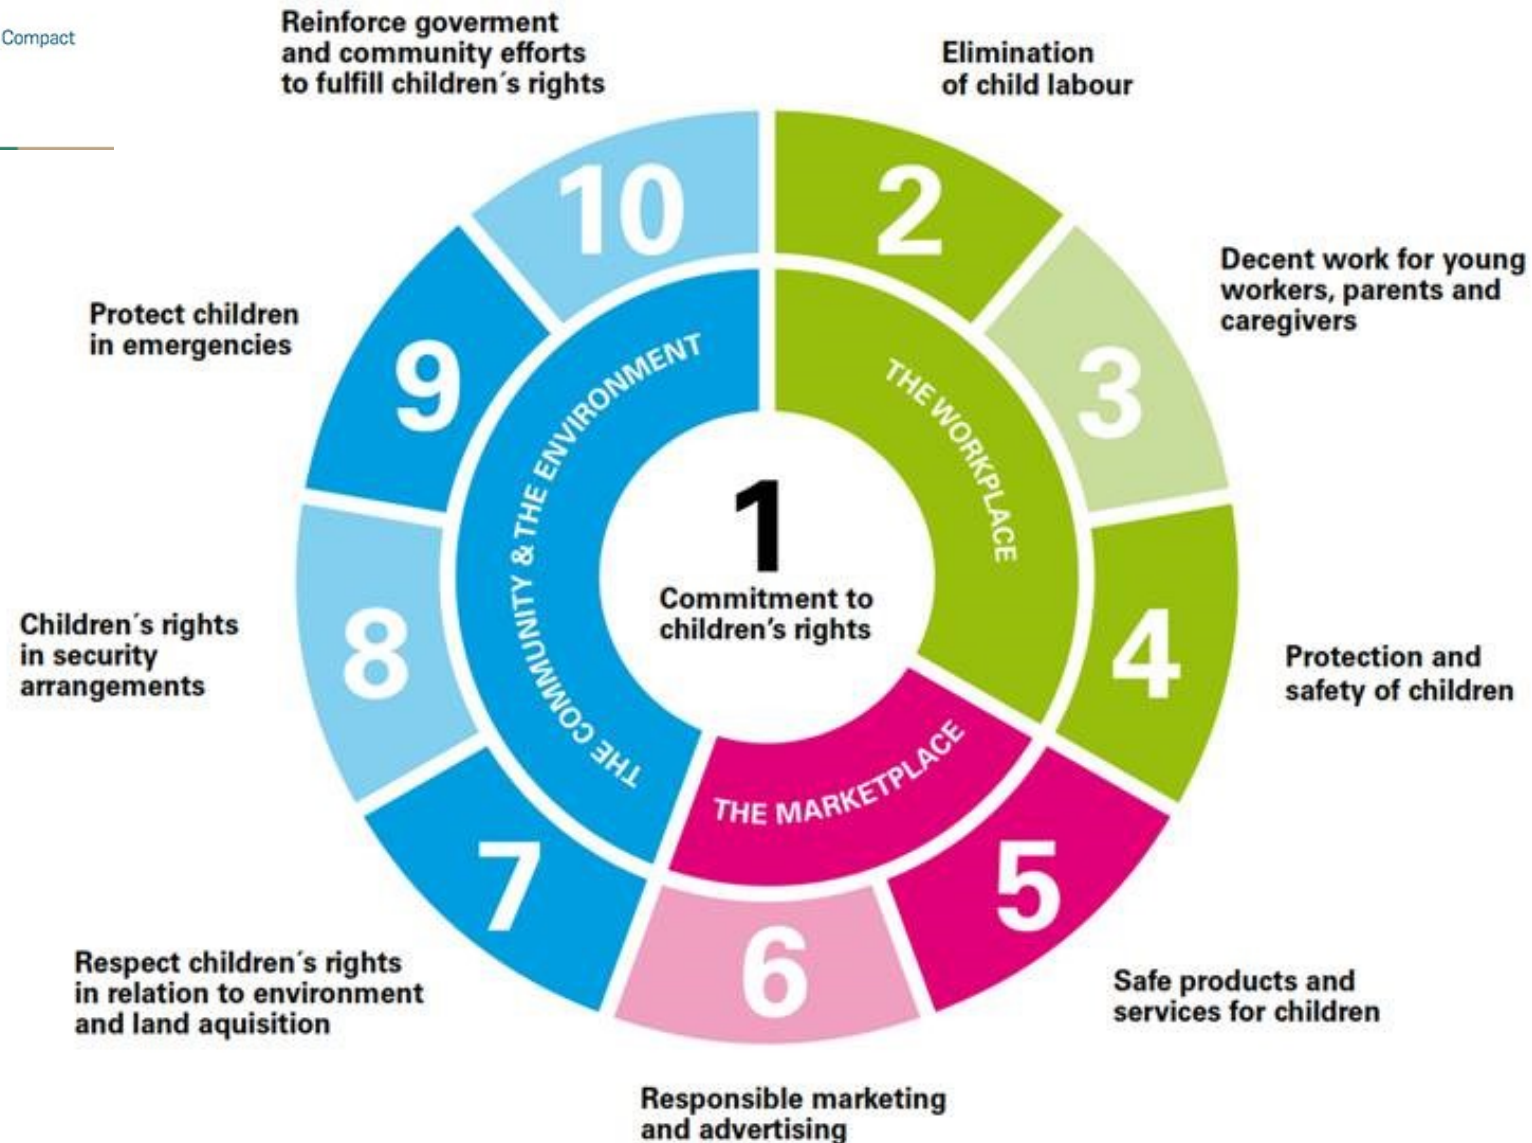 Compact
Reinforce goverment
and community efforts
to fulfill children´s rights
Elimination
of child labour
10
2
Decent work for young
workers, parents and
caregivers
Protect children
in emergencies
9
3
THE COMMUNITY & THE ENVIRONMENT
THE WORKPLACE
1
Commitment to
children's rights
Children´s rights
in security
arrangements
8
4
Protection and
safety of children
THE MARKETPLACE
7
5
Respect children´s rights
in relation to environment
and land aquisition
6
Safe products and
services for children
Responsible marketing
and advertising